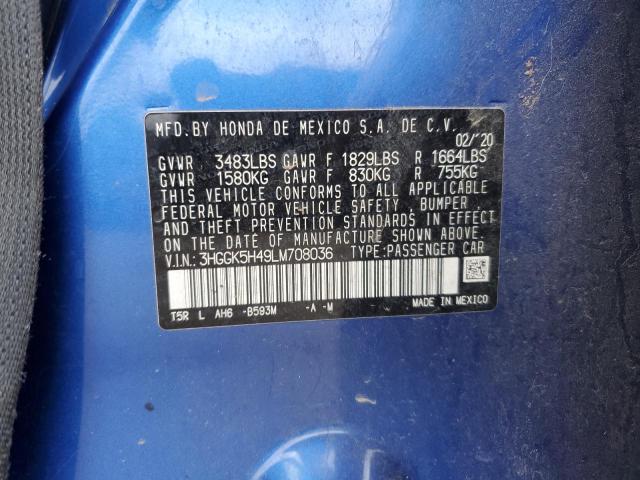 MFD. BY HONDA DE MEXICO S.A. DE C.V.
02/'20
GVWR 3483LBS GAWR F 1829LBS R 1664LBS
GVWR 1580KG GAWR F 830KG R 755KG
THIS VEHICLE CONFORMS TO ALL APPLICABLE
FEDERAL MOTOR VEHICLE SAFETY, BUMPER
AND THEFT PREVENTION STANDARDS IN EFFECT
ON THE DATE OF MANUFACTURE SHOWN ABOVE.
V.I.N.: 3HGGK5H49LM708036 TYPE:PASSENGER CAR
T5R L AH6 -B593M -A -M MADE IN MEXICO